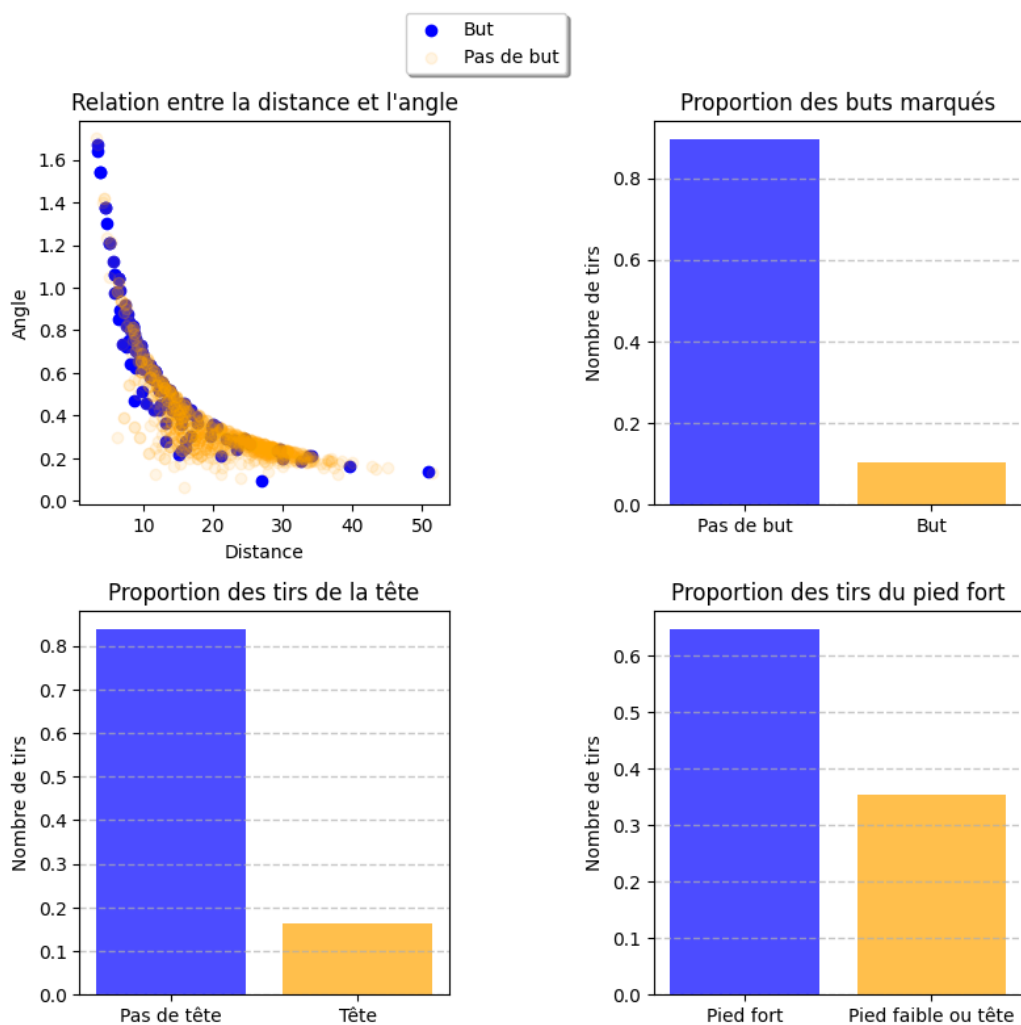 But
Pas de but
Relation entre la distance et l'angle
Angle
1.6
1.4
1.2
1.0
0.8
0.6
0.4
0.2
0.0
10
20
30
40
50
Distance
Proportion des buts marqués
Nombre de tirs
0.8
0.6
0.4
0.2
0.0
Pas de but
But
Proportion des tirs de la tête
Nombre de tirs
0.8
0.7
0.6
0.5
0.4
0.3
0.2
0.1
0.0
Pas de tête
Tête
Proportion des tirs du pied fort
Nombre de tirs
0.6
0.5
0.4
0.3
0.2
0.1
0.0
Pied fort
Pied faible ou tête